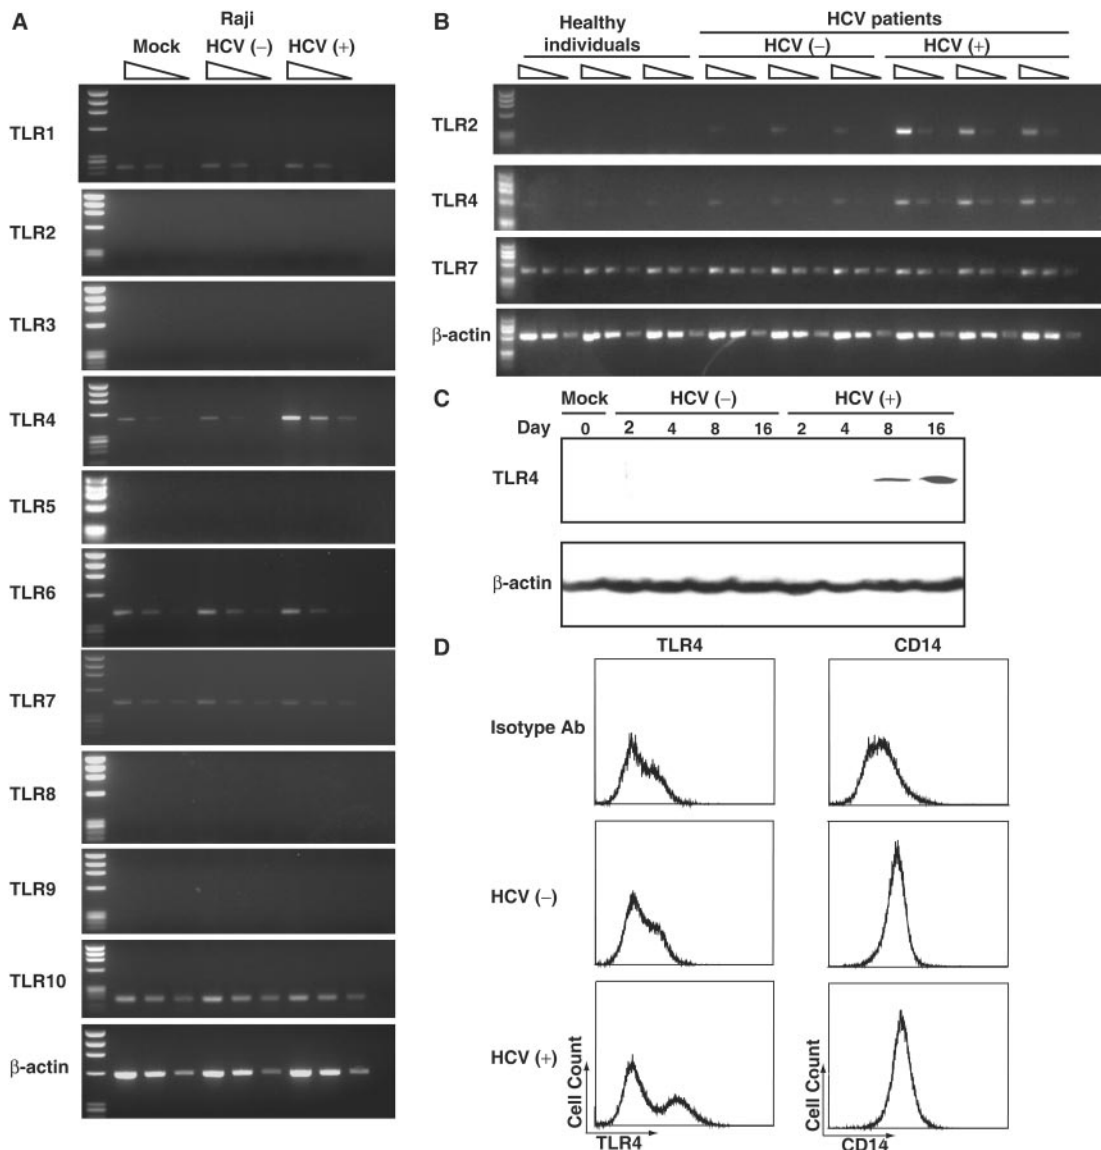 A
Raji
Mock HCV (−) HCV (+)
TLR1
TLR2
TLR3
TLR4
TLR5
TLR6
TLR7
TLR8
TLR9
TLR10
β-actin
B
Healthy individuals
HCV patients
HCV (−) HCV (+)
TLR2
TLR4
TLR7
β-actin
C
Mock HCV (−) HCV (+)
Day 0 2 4 8 16 2 4 8 16
TLR4
β-actin
D
TLR4 CD14
Isotype Ab
HCV (−)
HCV (+)
Cell Count
TLR4
Cell Count
CD14